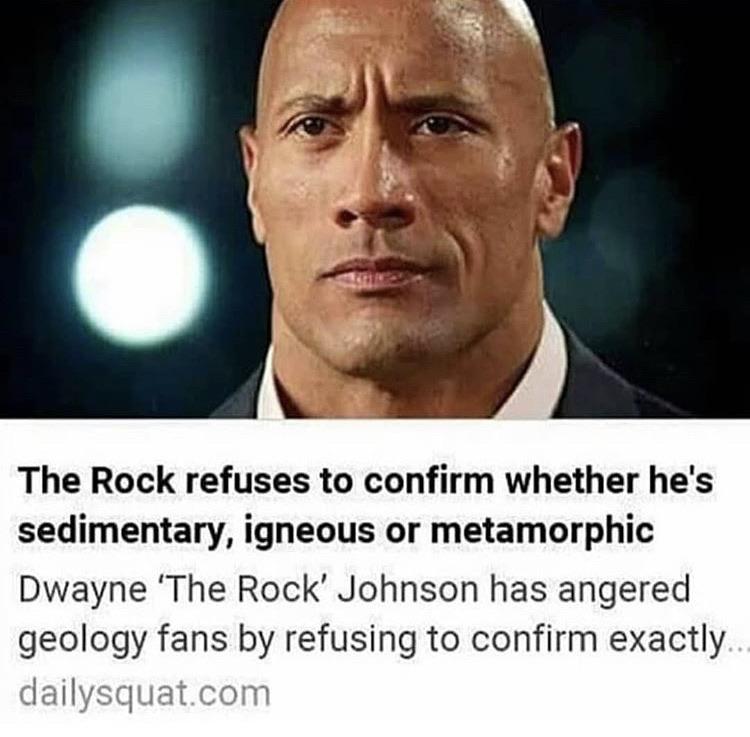 The Rock refuses to confirm whether he's
sedimentary, igneous or metamorphic
Dwayne ‘The Rock’ Johnson has angered
geology fans by refusing to confirm exactly...
dailysquat.com